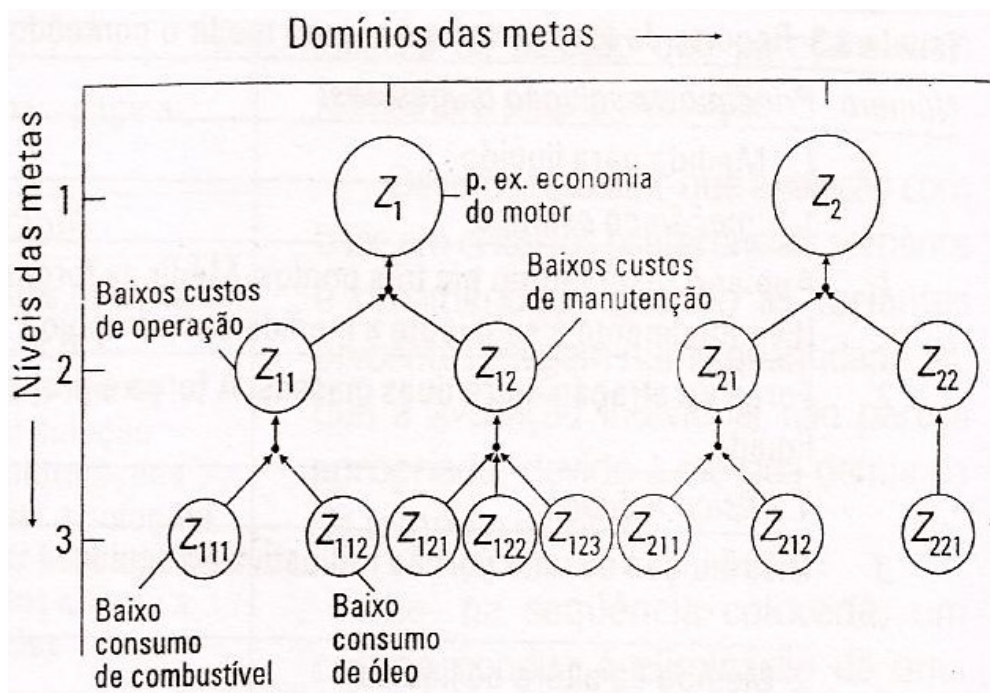 Domínios das metas
Níveis das metas
1
Z1
p. ex. economia
do motor
Z2
Baixos custos
de operação
Baixos custos
de manutenção
2
Z11
Z12
Z21
Z22
3
Z111
Z112
Z121
Z122
Z123
Z211
Z212
Z221
Baixo
consumo
de combustível
Baixo
consumo
de óleo